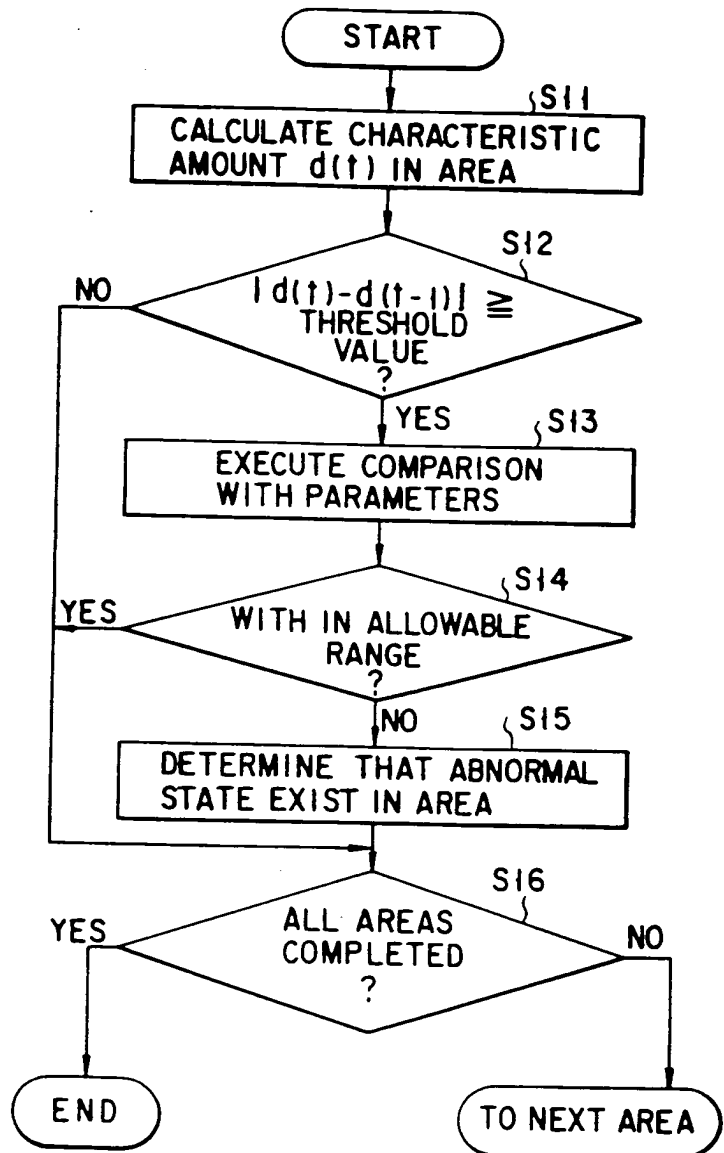 START
S11
CALCULATE CHARACTERISTIC
AMOUNT d(t) IN AREA
S12
NO
|d(t)-d(t-1)| ≧
THRESHOLD
VALUE
?
YES
S13
EXECUTE COMPARISON
WITH PARAMETERS
S14
YES
WITH IN ALLOWABLE
RANGE
?
NO
S15
DETERMINE THAT ABNORMAL
STATE EXIST IN AREA
S16
YES
ALL AREAS
COMPLETED
?
NO
END
TO NEXT AREA